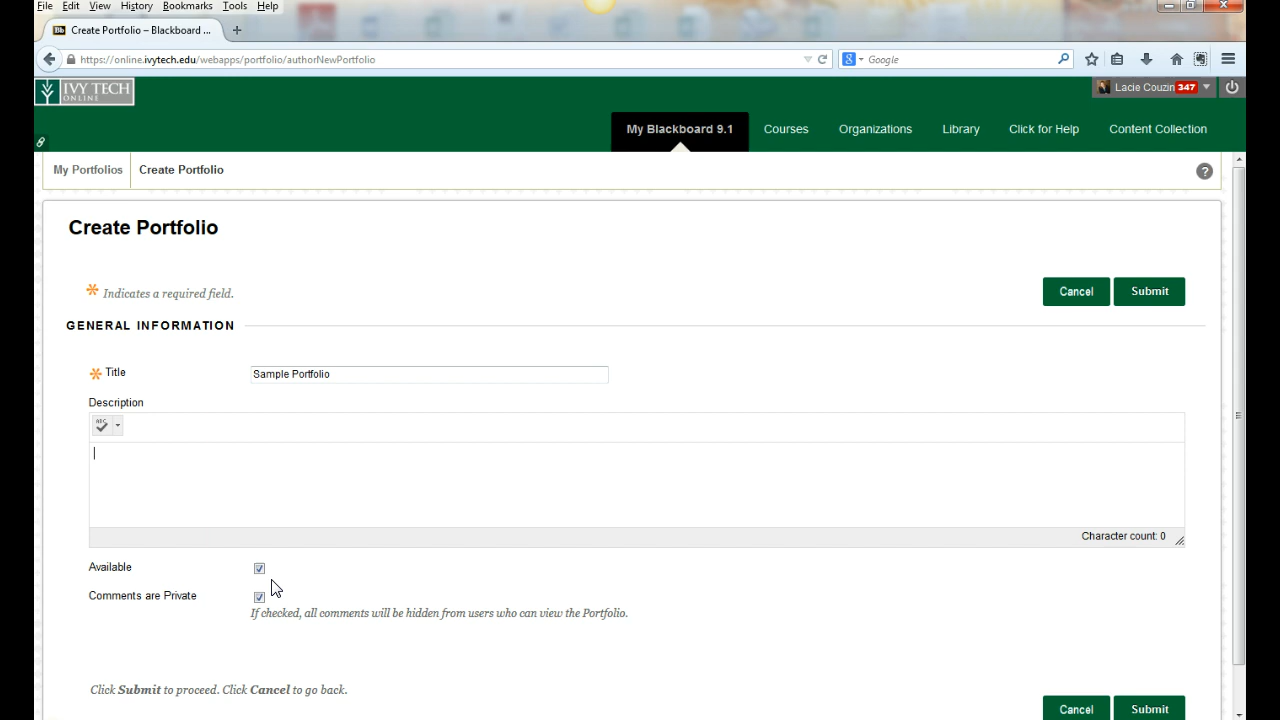 File Edit View History Bookmarks Tools Help
Bb Create Portfolio – Blackboard ... +
https://online.ivytech.edu/webapps/portfolio/authorNewPortfolio
8 Google
IVY TECH
ONLINE
Lacie Couzin 347
My Blackboard 9.1 Courses Organizations Library Click for Help Content Collection
My Portfolios Create Portfolio ?
Create Portfolio
Indicates a required field.
Cancel Submit
GENERAL INFORMATION
Title Sample Portfolio
Description
ABC
Character count: 0
Available
Comments are Private
If checked, all comments will be hidden from users who can view the Portfolio.
Click Submit to proceed. Click Cancel to go back.
Cancel Submit